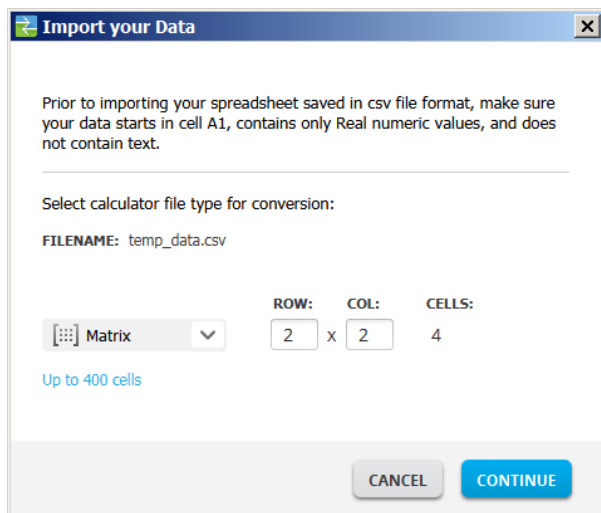 Import your Data
Prior to importing your spreadsheet saved in csv file format, make sure
your data starts in cell A1, contains only Real numeric values, and does
not contain text.
Select calculator file type for conversion:
FILENAME: temp_data.csv
ROW: COL: CELLS:
Matrix 2 x 2 4
Up to 400 cells
CANCEL CONTINUE